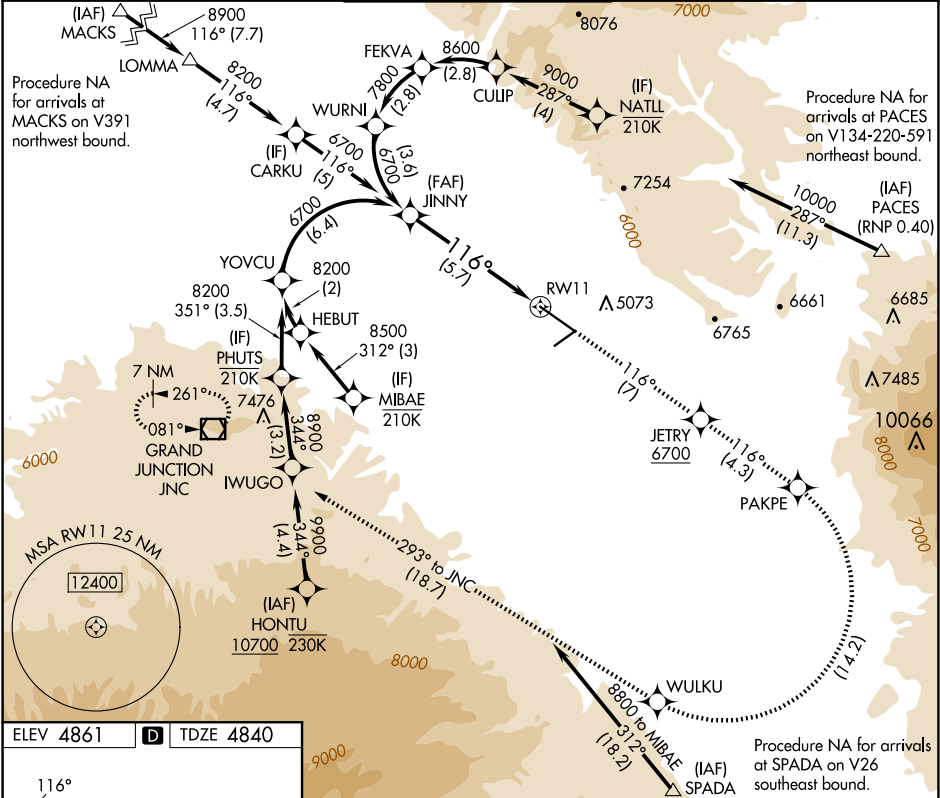 (IAF)
MACKS
8900
116° (7.7)
LOMMA
8200
116°
(4.7)
Procedure NA
for arrivals at
MACKS on V391
northwest bound.
(IF)
CARKU
6700
116°
(5)
FEKVA
8600
(2.8)
CULIP
7800
(2.8)
WURNI
6700
(3.6)
9000
287°
(4)
(IF)
NATLL
210K
8076
7000
Procedure NA for
arrivals at PACES
on V134-220-591
northeast bound.
7254
6000
10000
287°
(11.3)
(IAF)
PACES
(RNP 0.40)
(FAF)
JINNY
6700
(6.4)
116°
(5.7)
YOVCU
8200
(2)
8200
351° (3.5)
HEBUT
8500
312° (3)
(IF)
PHUTS
210K
(IF)
MIBAE
210K
RW11
5073
6661
6765
6685
7485
10066
8000
7000
116°
(7)
JETRY
6700
116°
(4.3)
PAKPE
7 NM
261°
081°
GRAND
JUNCTION
JNC
7476
8900
344°
(3.2)
IWUGO
6000
9900
344°
(4.4)
(IAF)
HONTU
10700 230K
293° to JNC
(18.7)
MSA RW11 25 NM
12400
8000
(14.2)
WULKU
8800 to MIBAE
312°
(18.2)
(IAF)
SPADA
Procedure NA for arrivals
at SPADA on V26
southeast bound.
9000
ELEV 4861 D TDZE 4840
116°